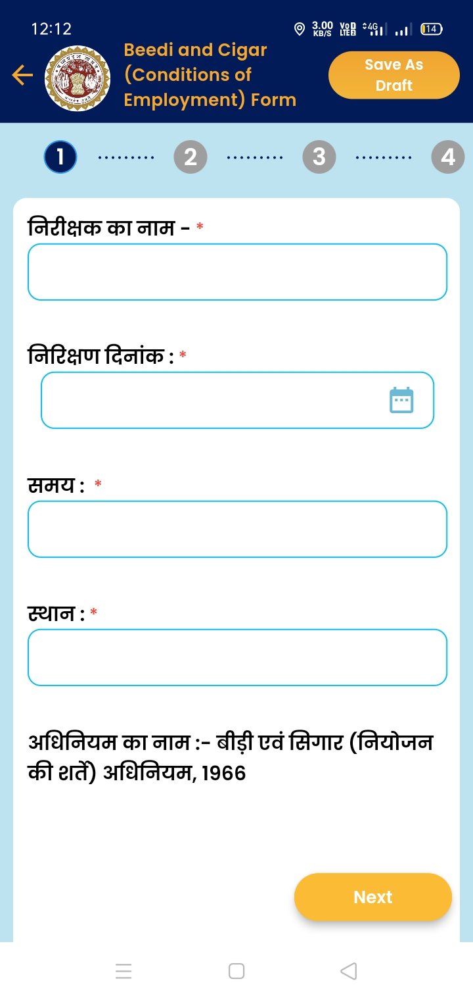 12:12
3.00 KB/S
Vo LTE 2
4G
14
Beedi and Cigar
(Conditions of
Employment) Form
Save As
Draft
1 ......... 2 ......... 3 ......... 4
निरीक्षक का नाम - *
निरिक्षण दिनांक : *
समय : *
स्थान : *
अधिनियम का नाम :- बीड़ी एवं सिगार (नियोजन
की शर्ते) अधिनियम, 1966
Next